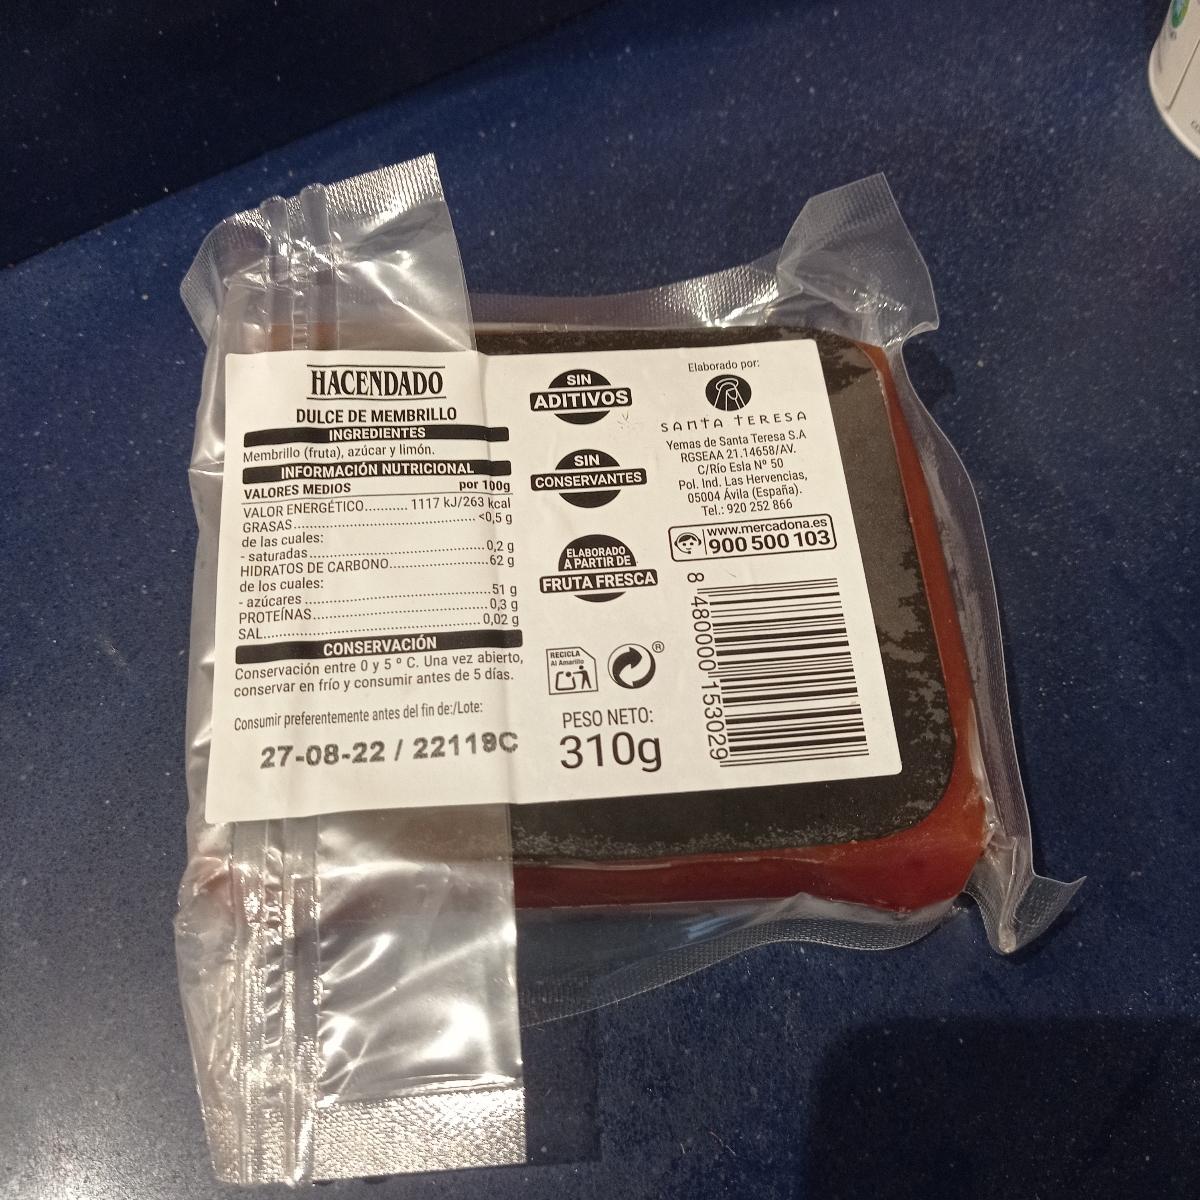 HACENDADO
DULCE DE MEMBRILLO
INGREDIENTES
Membrillo (fruta), azúcar y limón.
INFORMACIÓN NUTRICIONAL
VALORES MEDIOS por 100g
VALOR ENERGÉTICO........... 1117 kJ/263 kcal
GRASAS.............................................. <0,5 g
de las cuales:
- saturadas............................................0,2 g
HIDRATOS DE CARBONO.........................62 g
de los cuales:
- azúcares..............................................51 g
PROTEÍNAS...........................................0,3 g
SAL......................................................0,02 g
CONSERVACIÓN
Conservación entre 0 y 5 º C. Una vez abierto,
conservar en frío y consumir antes de 5 días.
Consumir preferentemente antes del fin de:/Lote:
27-08-22 / 22119C
SIN
ADITIVOS
SIN
CONSERVANTES
ELABORADO
A PARTIR DE
FRUTA FRESCA
RECICLA
Al Amarillo
®
PESO NETO:
310g
Elaborado por:
SANTA TERESA
Yemas de Santa Teresa S.A
RGSEAA 21.14658/AV.
C/Río Esla Nº 50
Pol. Ind. Las Hervencias,
05004 Ávila (España).
Tel.: 920 252 866
www.mercadona.es
900 500 103
8 480000 153029